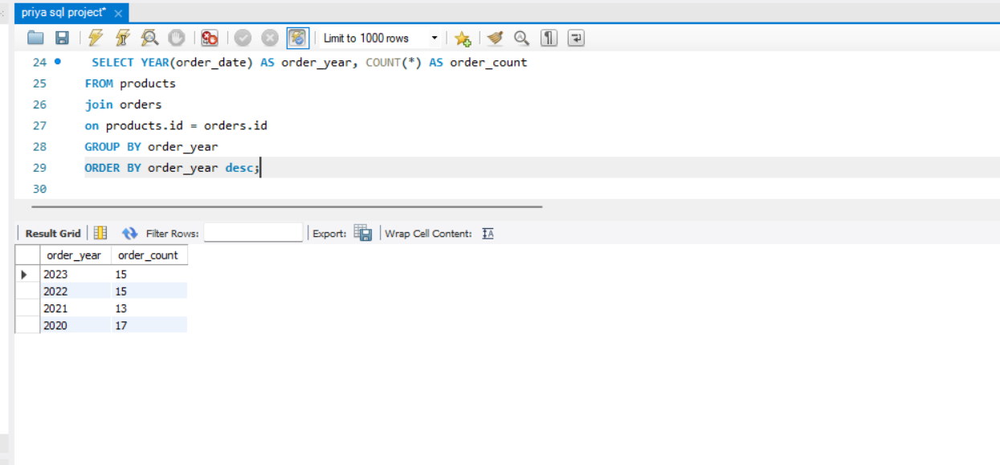 priya sql project*
Limit to 1000 rows
24 SELECT YEAR(order_date) AS order_year, COUNT(*) AS order_count
25 FROM products
26 join orders
27 on products.id = orders.id
28 GROUP BY order_year
29 ORDER BY order_year desc;
30
Result Grid Filter Rows: Export: Wrap Cell Content:
order_year order_count
2023 15
2022 15
2021 13
2020 17